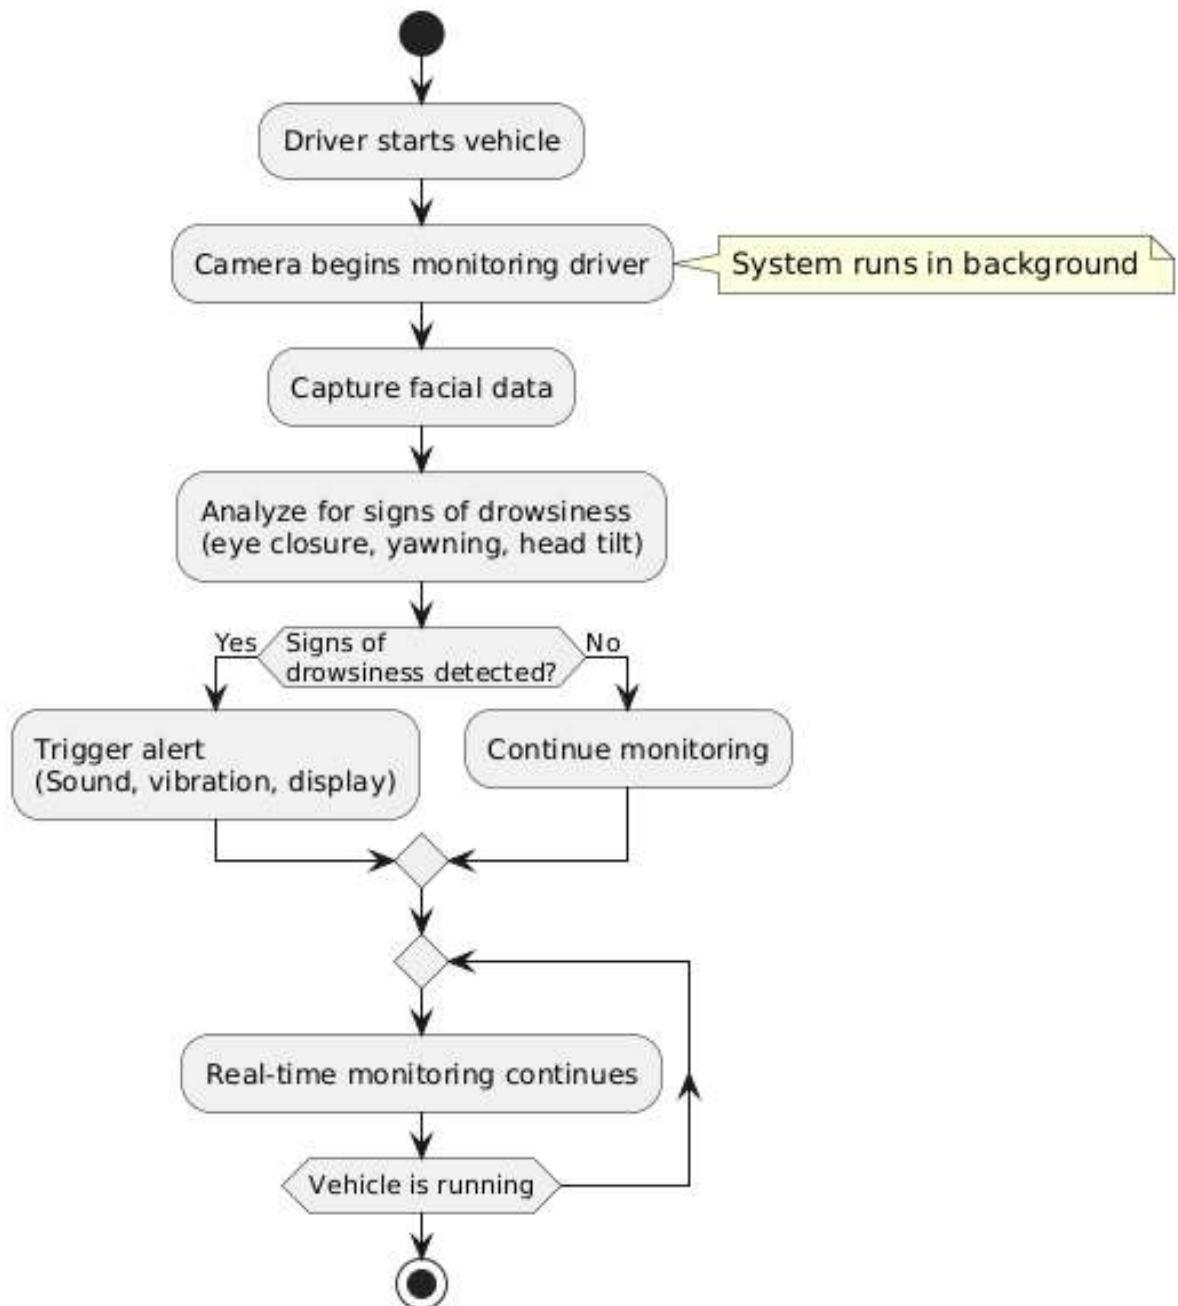 Driver starts vehicle
Camera begins monitoring driver
System runs in background
Capture facial data
Analyze for signs of drowsiness
(eye closure, yawning, head tilt)
Yes
Signs of
drowsiness detected?
No
Trigger alert
(Sound, vibration, display)
Continue monitoring
Real-time monitoring continues
Vehicle is running